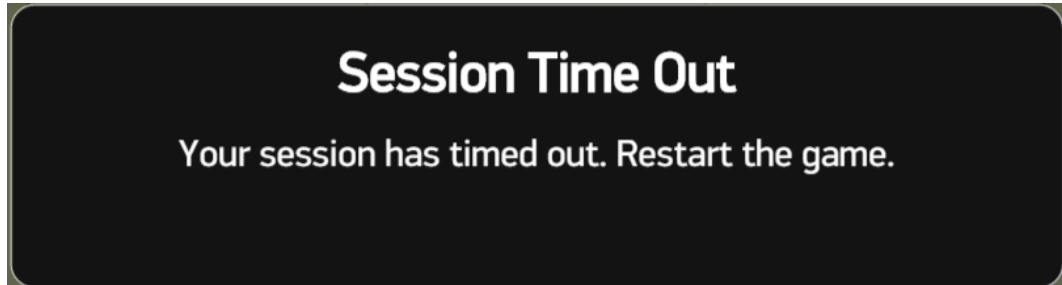 Session Time Out
Your session has timed out. Restart the game.